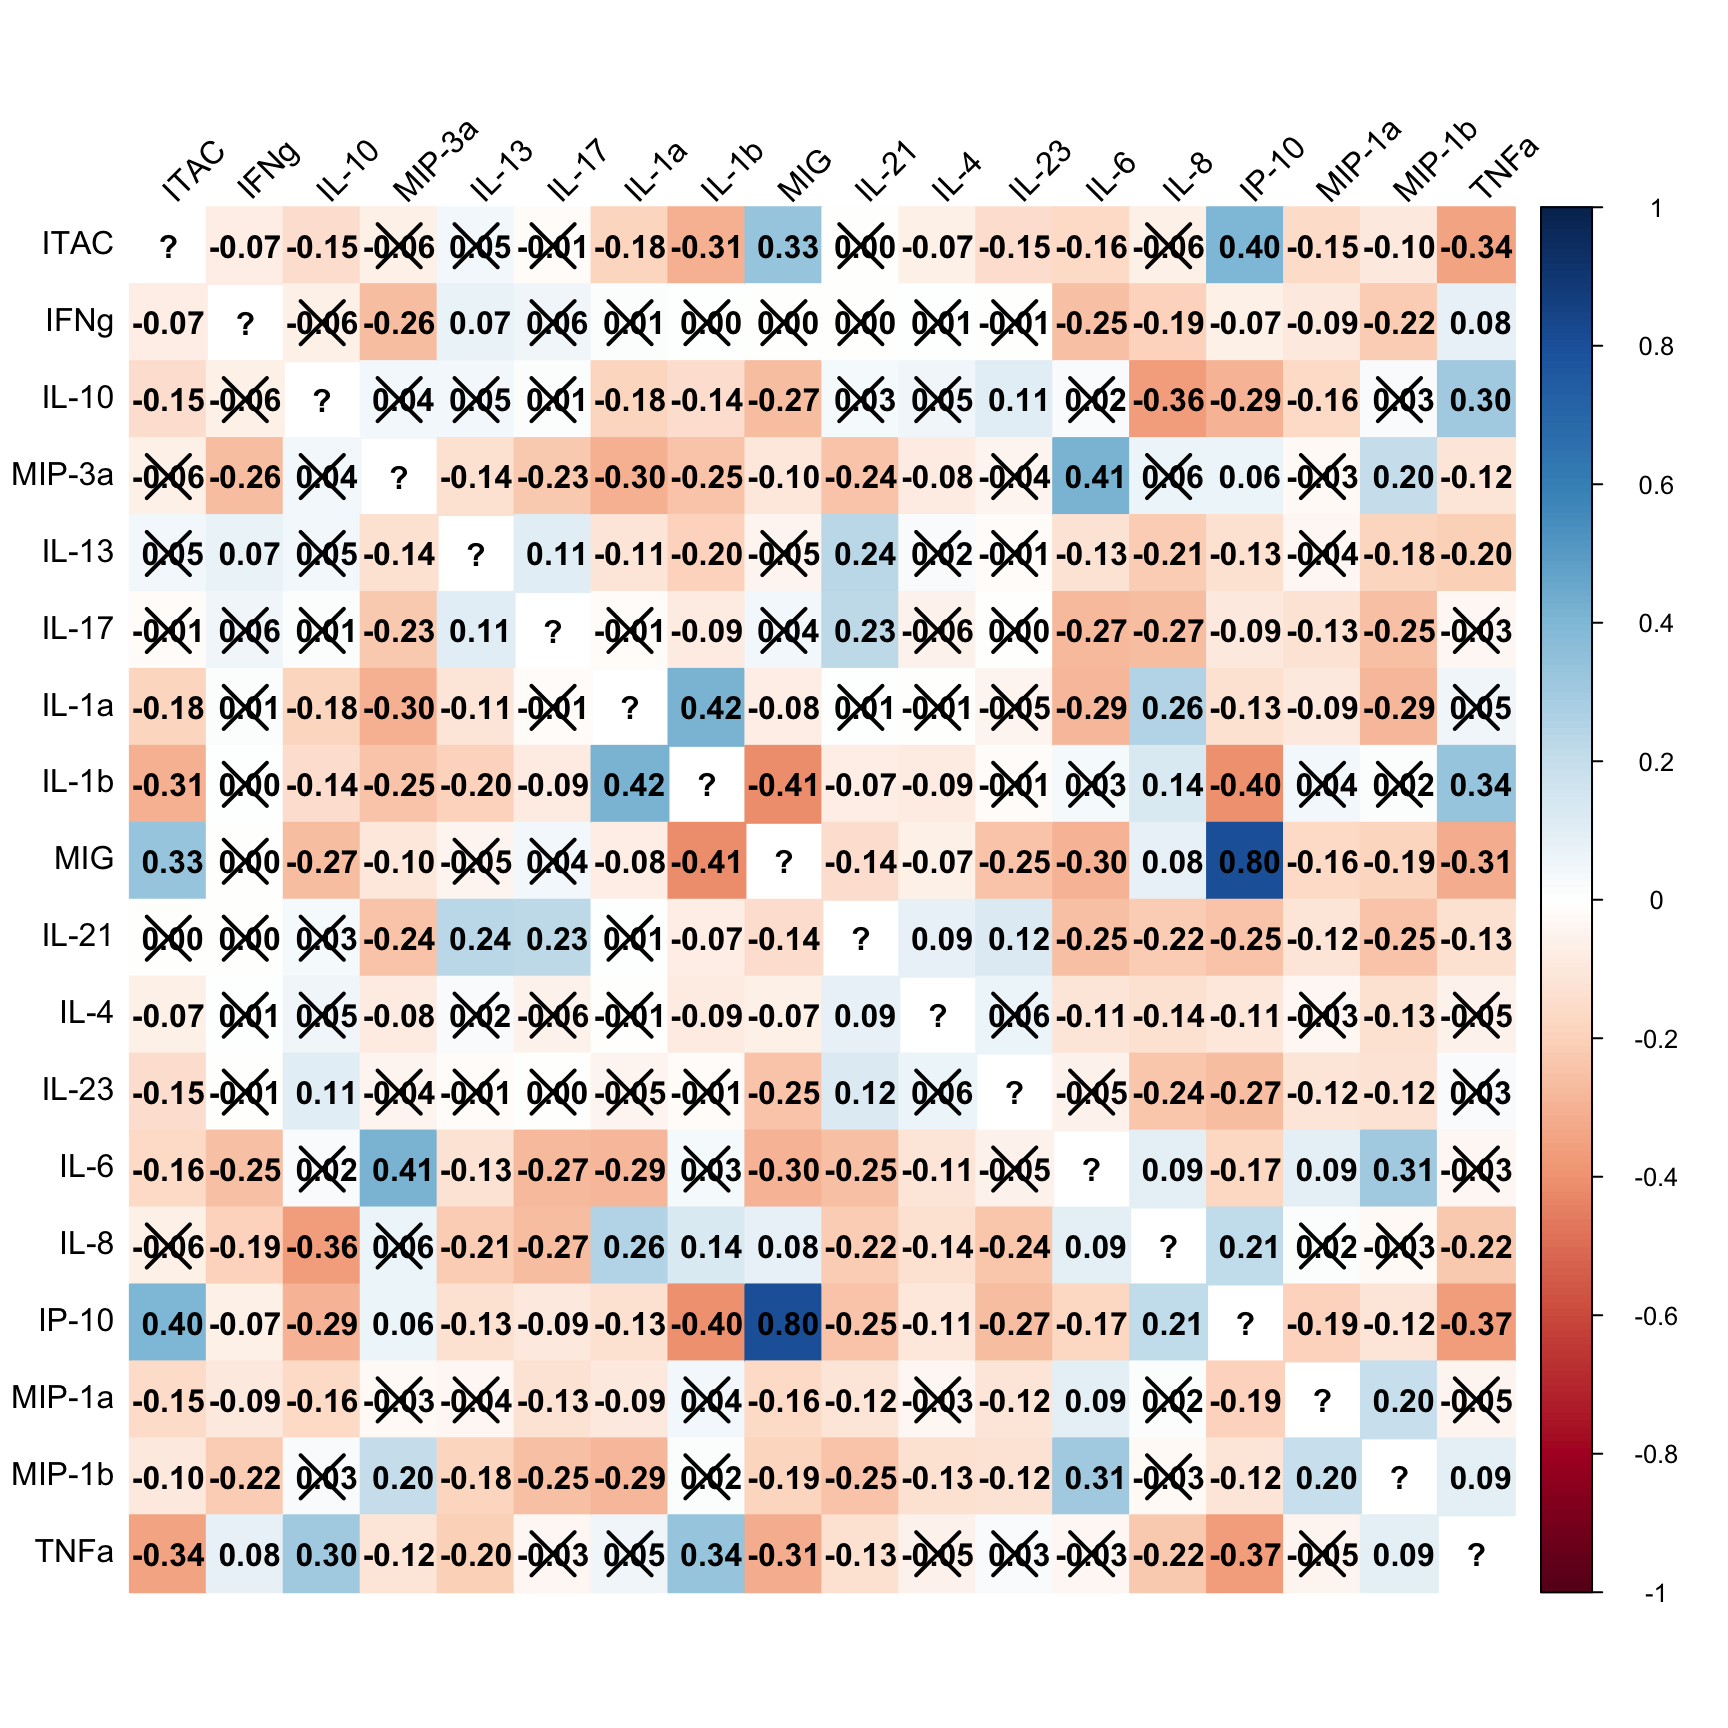 ITAC IFNg IL-10 MIP-3a IL-13 IL-17 IL-1a IL-1b MIG IL-21 IL-4 IL-23 IL-6 IL-8 IP-10 MIP-1a MIP-1b TNFa
ITAC ? -0.07 -0.15 -0.06 0.05 -0.01 -0.18 -0.31 0.33 0.00 -0.07 -0.15 -0.16 -0.06 0.40 -0.15 -0.10 -0.34
IFNg -0.07 ? -0.06 -0.26 0.07 0.06 0.01 0.00 0.00 0.00 0.01 -0.01 -0.25 -0.19 -0.07 -0.09 -0.22 0.08
IL-10 -0.15 -0.06 ? 0.04 0.05 0.01 -0.18 -0.14 -0.27 0.03 0.05 0.11 0.02 -0.36 -0.29 -0.16 0.03 0.30
MIP-3a -0.06 -0.26 0.04 ? -0.14 -0.23 -0.30 -0.25 -0.10 -0.24 -0.08 -0.04 0.41 0.06 0.06 -0.03 0.20 -0.12
IL-13 0.05 0.07 0.05 -0.14 ? 0.11 -0.11 -0.20 -0.05 0.24 0.02 -0.01 -0.13 -0.21 -0.13 -0.04 -0.18 -0.20
IL-17 -0.01 0.06 0.01 -0.23 0.11 ? -0.01 -0.09 0.04 0.23 -0.06 0.00 -0.27 -0.27 -0.09 -0.13 -0.25 -0.03
IL-1a -0.18 0.01 -0.18 -0.30 -0.11 -0.01 ? 0.42 -0.08 0.01 -0.01 -0.05 -0.29 0.26 -0.13 -0.09 -0.29 0.05
IL-1b -0.31 0.00 -0.14 -0.25 -0.20 -0.09 0.42 ? -0.41 -0.07 -0.09 -0.01 0.03 0.14 -0.40 0.04 0.02 0.34
MIG 0.33 0.00 -0.27 -0.10 -0.05 0.04 -0.08 -0.41 ? -0.14 -0.07 -0.25 -0.30 0.08 0.80 -0.16 -0.19 -0.31
IL-21 0.00 0.00 0.03 -0.24 0.24 0.23 0.01 -0.07 -0.14 ? 0.09 0.12 -0.25 -0.22 -0.25 -0.12 -0.25 -0.13
IL-4 -0.07 0.01 0.05 -0.08 0.02 -0.06 -0.01 -0.09 -0.07 0.09 ? 0.06 -0.11 -0.14 -0.11 -0.03 -0.13 -0.05
IL-23 -0.15 -0.01 0.11 -0.04 -0.01 0.00 -0.05 -0.01 -0.25 0.12 0.06 ? -0.05 -0.24 -0.27 -0.12 -0.12 0.03
IL-6 -0.16 -0.25 0.02 0.41 -0.13 -0.27 -0.29 0.03 -0.30 -0.25 -0.11 -0.05 ? 0.09 -0.17 0.09 0.31 -0.03
IL-8 -0.06 -0.19 -0.36 0.06 -0.21 -0.27 0.26 0.14 0.08 -0.22 -0.14 -0.24 0.09 ? 0.21 0.02 -0.03 -0.22
IP-10 0.40 -0.07 -0.29 0.06 -0.13 -0.09 -0.13 -0.40 0.80 -0.25 -0.11 -0.27 -0.17 0.21 ? -0.19 -0.12 -0.37
MIP-1a -0.15 -0.09 -0.16 -0.03 -0.04 -0.13 -0.09 0.04 -0.16 -0.12 -0.03 -0.12 0.09 0.02 -0.19 ? 0.20 -0.05
MIP-1b -0.10 -0.22 0.03 0.20 -0.18 -0.25 -0.29 0.02 -0.19 -0.25 -0.13 -0.12 0.31 -0.03 -0.12 0.20 ? 0.09
TNFa -0.34 0.08 0.30 -0.12 -0.20 -0.03 0.05 0.34 -0.31 -0.13 -0.05 0.03 -0.03 -0.22 -0.37 -0.05 0.09 ?
1
0.8
0.6
0.4
0.2
0
-0.2
-0.4
-0.6
-0.8
-1